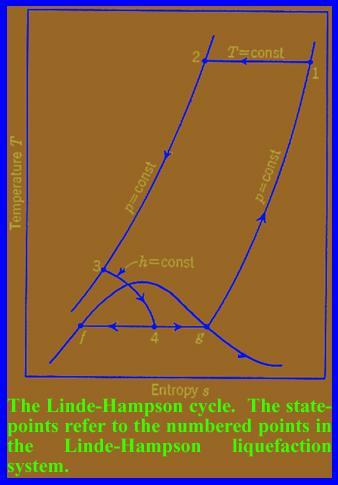 2
T=const
1
p=const
p=const
Temperature T
3
h=const
f
4
g
Entropy s
The Linde-Hampson cycle. The state-
points refer to the numbered points in
the Linde-Hampson liquefaction
system.